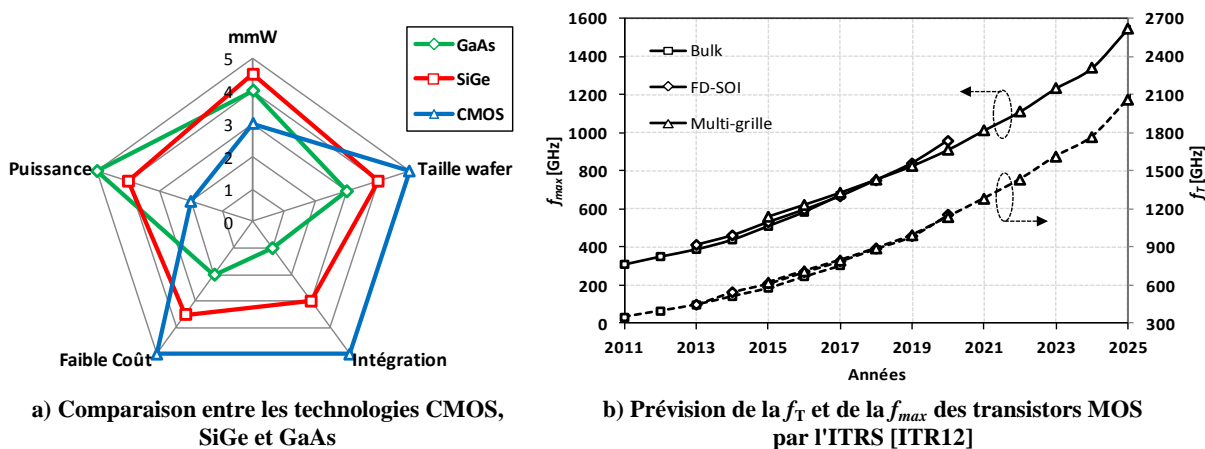 mmW
5
4
3
2
1
0
GaAs
SiGe
CMOS
Puissance
Taille wafer
Faible Coût
Intégration
a) Comparaison entre les technologies CMOS,
SiGe et GaAs
1600
1400
1200
1000
800
600
400
200
0
fmax [GHz]
Bulk
FD-SOI
Multi-grille
2700
2400
2100
1800
1500
1200
900
600
300
fT [GHz]
2011
2013
2015
2017
2019
2021
2023
2025
Années
b) Prévision de la fT et de la fmax des transistors MOS
par l'ITRS [ITR12]